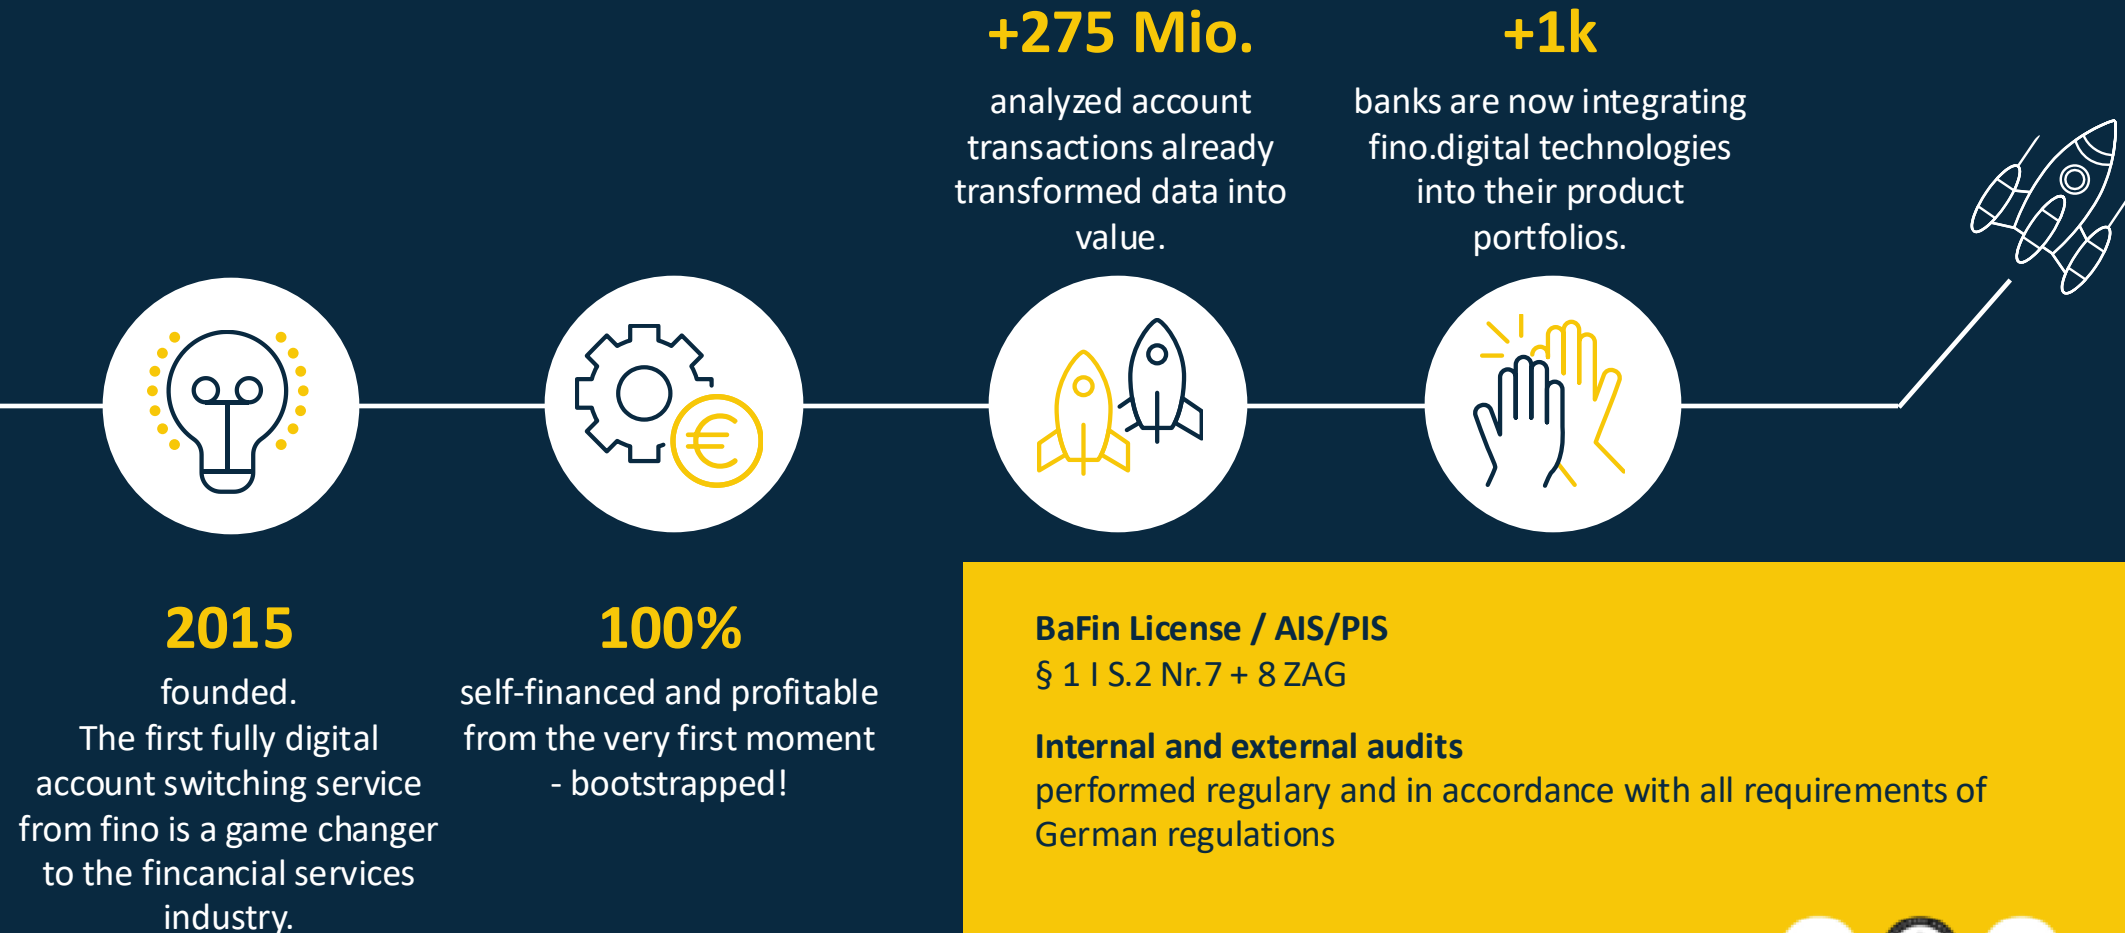 +275 Mio.
analyzed account
transactions already
transformed data into
value.
+1k
banks are now integrating
fino.digital technologies
into their product
portfolios.
2015
founded.
The first fully digital
account switching service
from fino is a game changer
to the fincancial services
industry.
100%
self-financed and profitable
from the very first moment
- bootstrapped!
BaFin License / AIS/PIS
§ 1 I S.2 Nr.7 + 8 ZAG
Internal and external audits
performed regulary and in accordance with all requirements of
German regulations